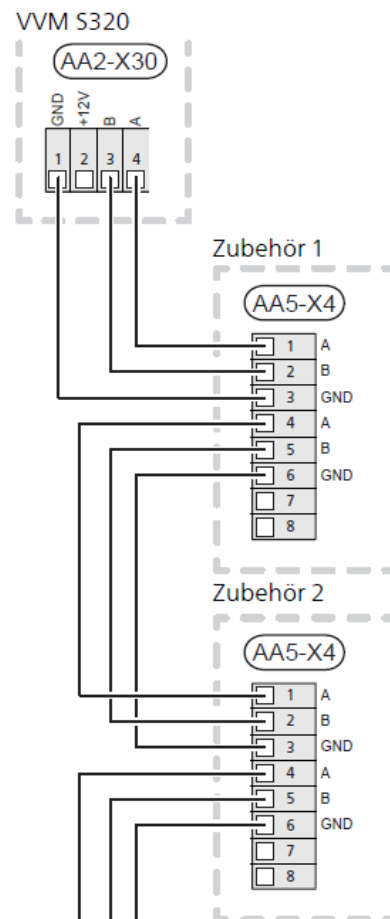 VVM S320
AA2-X30
GND
+12V
B
A
1 2 3 4
Zubehör 1
AA5-X4
1 A
2 B
3 GND
4 A
5 B
6 GND
7
8
Zubehör 2
AA5-X4
1 A
2 B
3 GND
4 A
5 B
6 GND
7
8